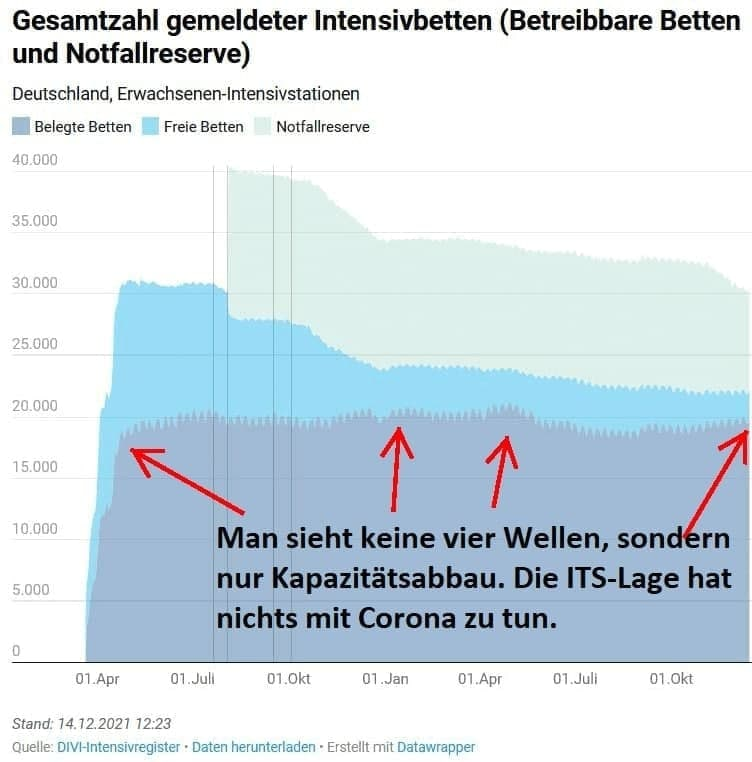 Gesamtzahl gemeldeter Intensivbetten (Betreibbare Betten
und Notfallreserve)
Deutschland, Erwachsenen-Intensivstationen
Belegte Betten Freie Betten Notfallreserve
40.000
35.000
30.000
25.000
20.000
15.000
10.000
5.000
0
Man sieht keine vier Wellen, sondern
nur Kapazitätsabbau. Die ITS-Lage hat
nichts mit Corona zu tun.
01.Apr 01.Juli 01.Okt 01.Jan 01.Apr 01.Juli 01.Okt
Stand: 14.12.2021 12:23
Quelle: DIVI-Intensivregister • Daten herunterladen • Erstellt mit Datawrapper